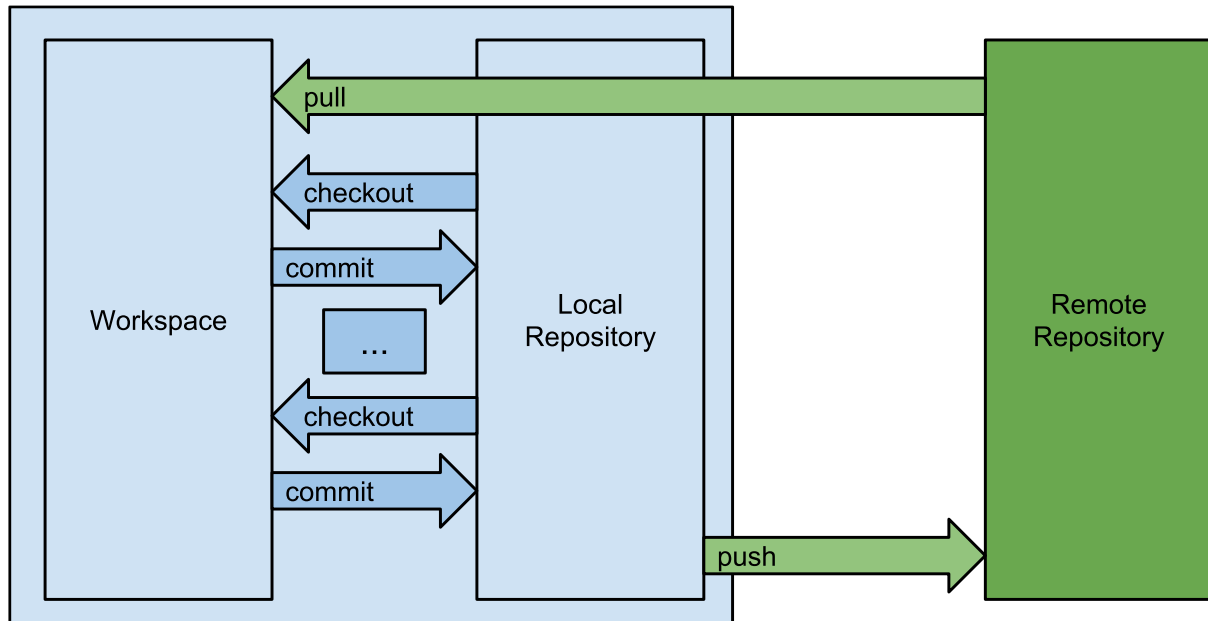 pull
checkout
commit
Workspace
...
Local
Repository
Remote
Repository
checkout
commit
push